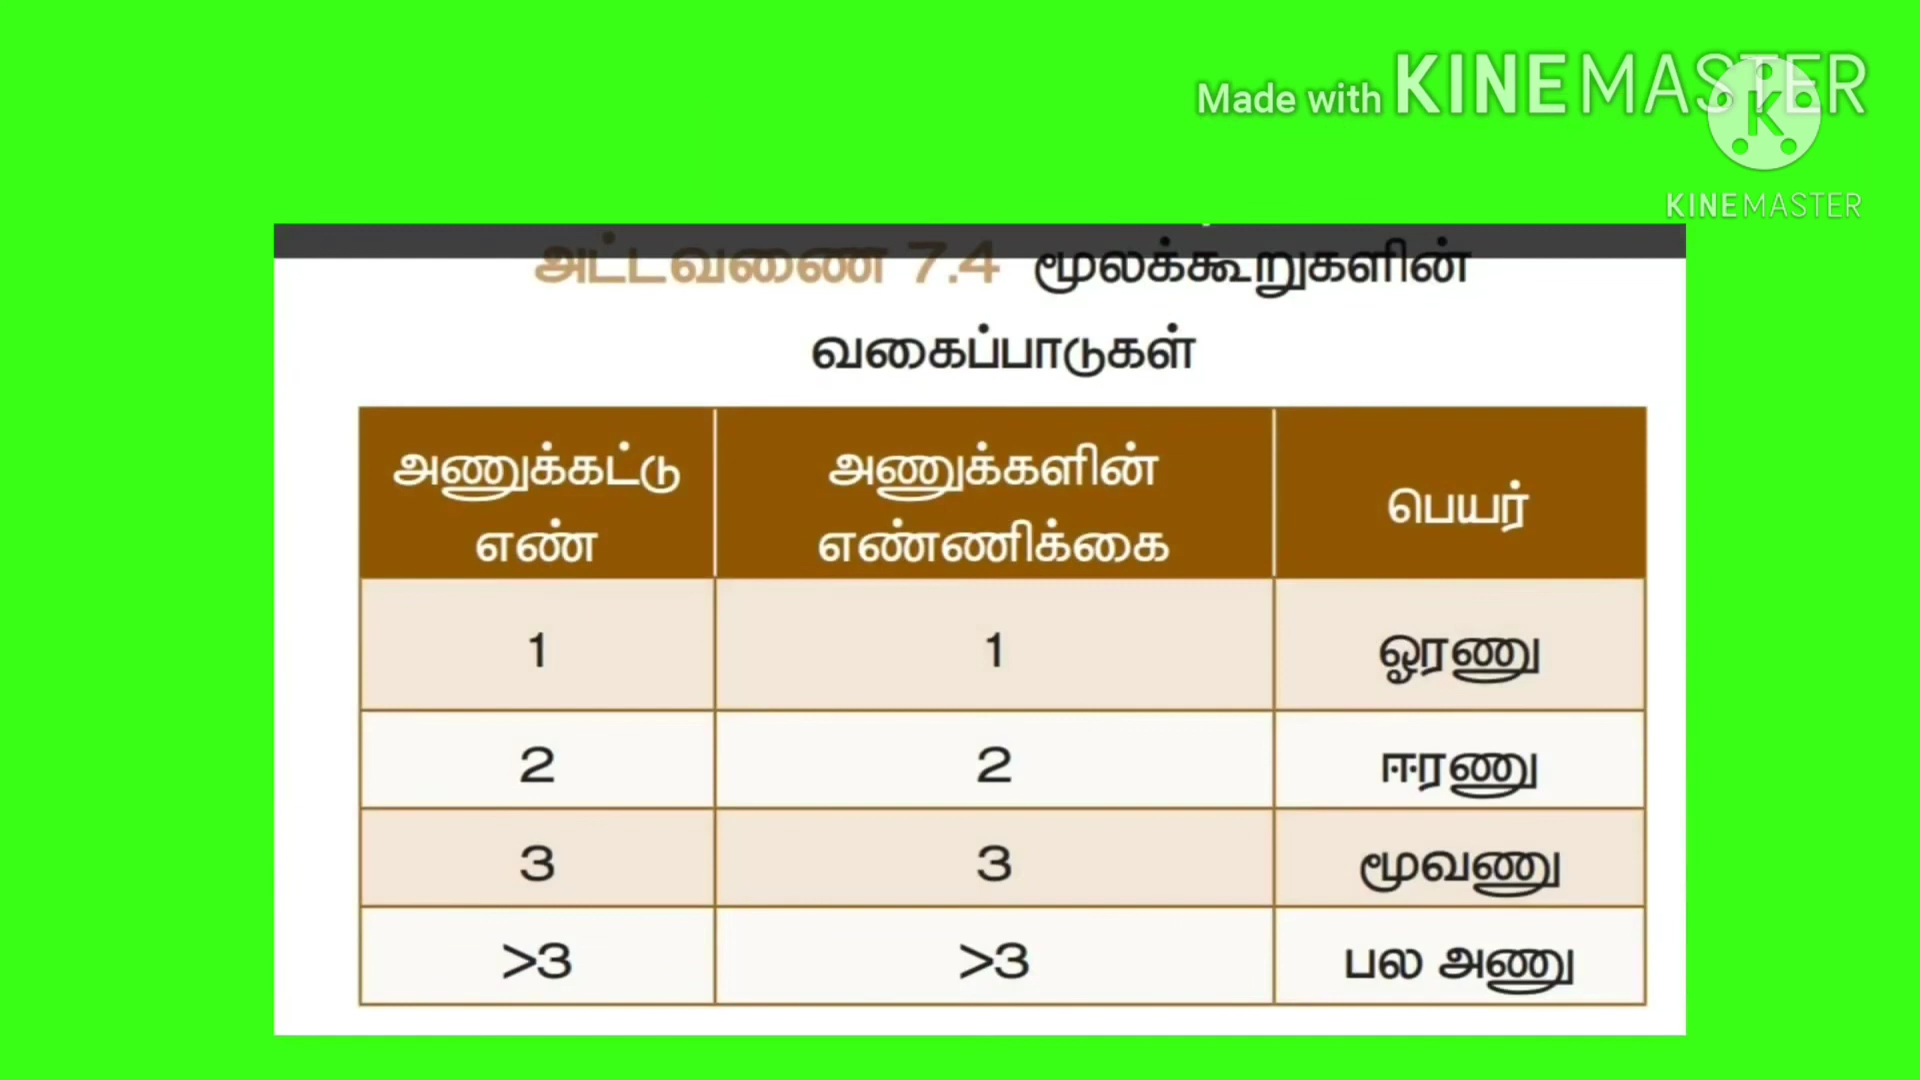 Made with KINEMASTER
K
KINEMASTER
அட்டவணை 7.4 மூலக்கூறுகளின்
வகைப்பாடுகள்
அணுக்கட்டு எண் அணுக்களின் எண்ணிக்கை பெயர்
1 1 ஓரணு
2 2 ஈரணு
3 3 மூவணு
>3 >3 பல அணு